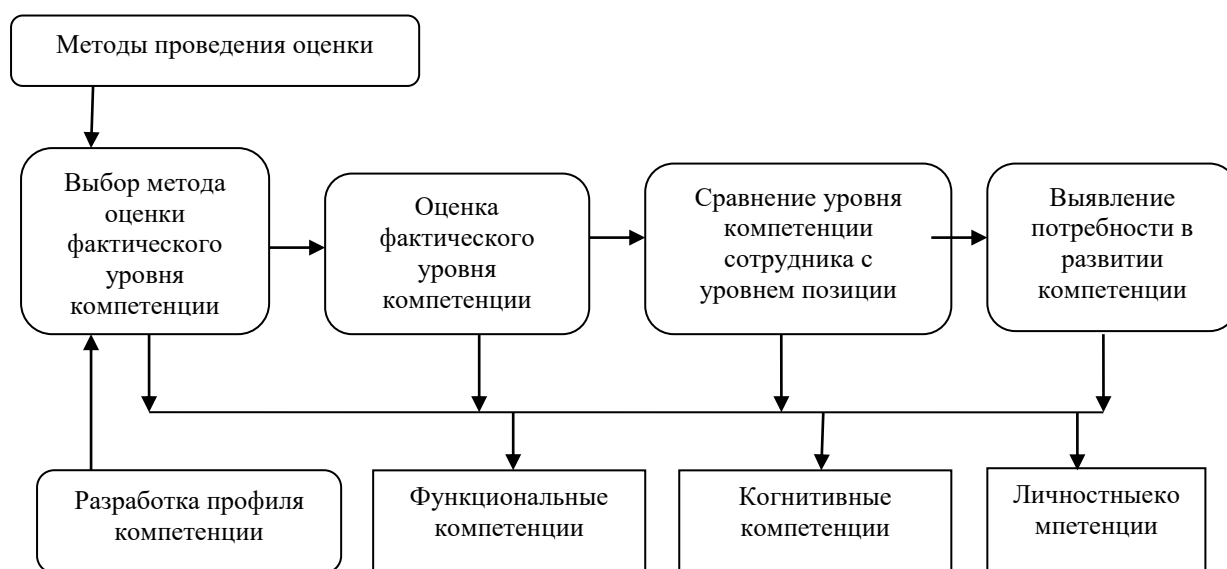 Методы проведения оценки
Выбор метода
оценки
фактического
уровня
компетенции
Оценка
фактического
уровня
компетенции
Сравнение уровня
компетенции
сотрудника с
уровнем позиции
Выявление
потребности в
развитии
компетенции
Разработка профиля
компетенции
Функциональные
компетенции
Когнитивные
компетенции
Личностныеко
мпетенции